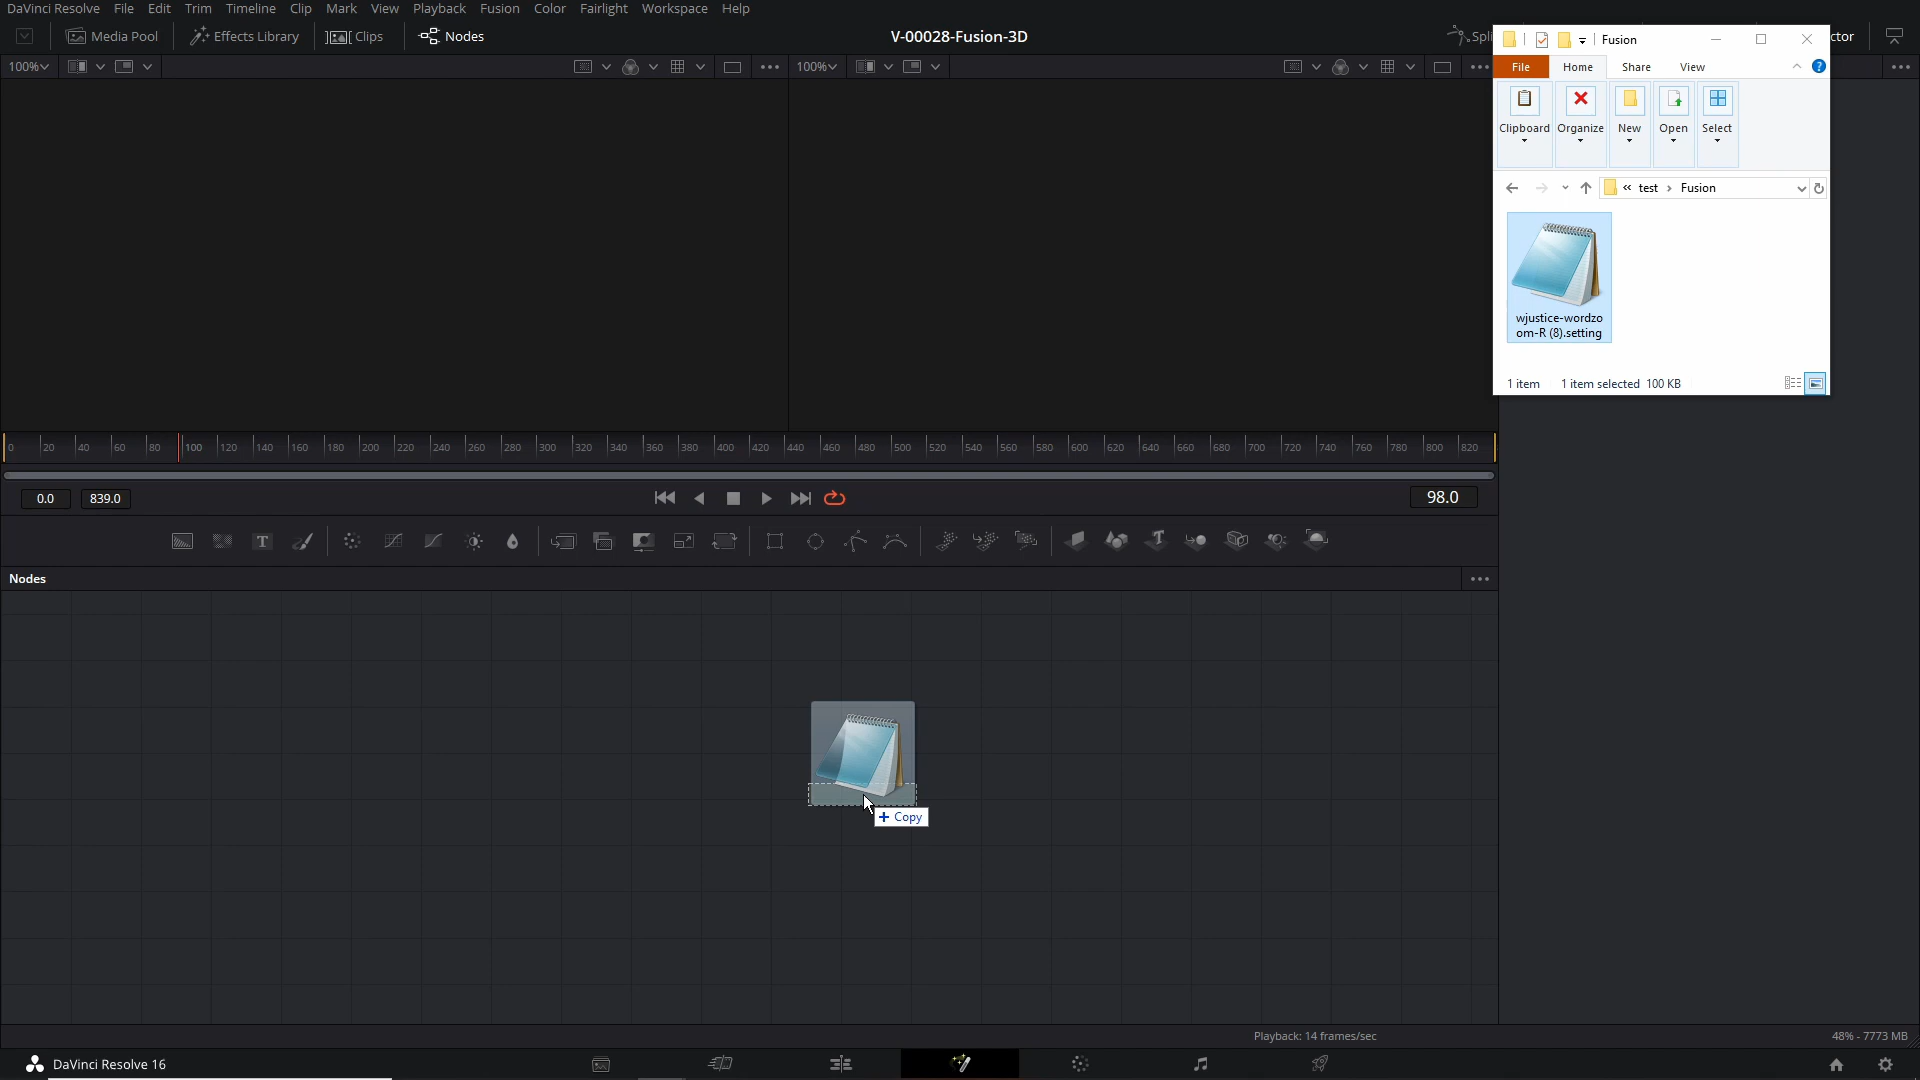 DaVinci Resolve File Edit Trim Timeline Clip Mark View Playback Fusion Color Fairlight Workspace Help
Media Pool Effects Library Clips Nodes V-00028-Fusion-3D
100% 100%
0 20 40 60 80 100 120 140 160 180 200 220 240 260 280 300 320 340 360 380 400 420 440 460 480 500 520 540 560 580 600 620 640 660 680 700 720 740 760 780 800 820
0.0 839.0 98.0
T
Nodes
+ Copy
Playback: 14 frames/sec 48% - 7773 MB
DaVinci Resolve 16
Fusion
File Home Share View
Clipboard Organize New Open Select
« test › Fusion
wjustice-wordzo
om-R (8).setting
1 item 1 item selected 100 KB